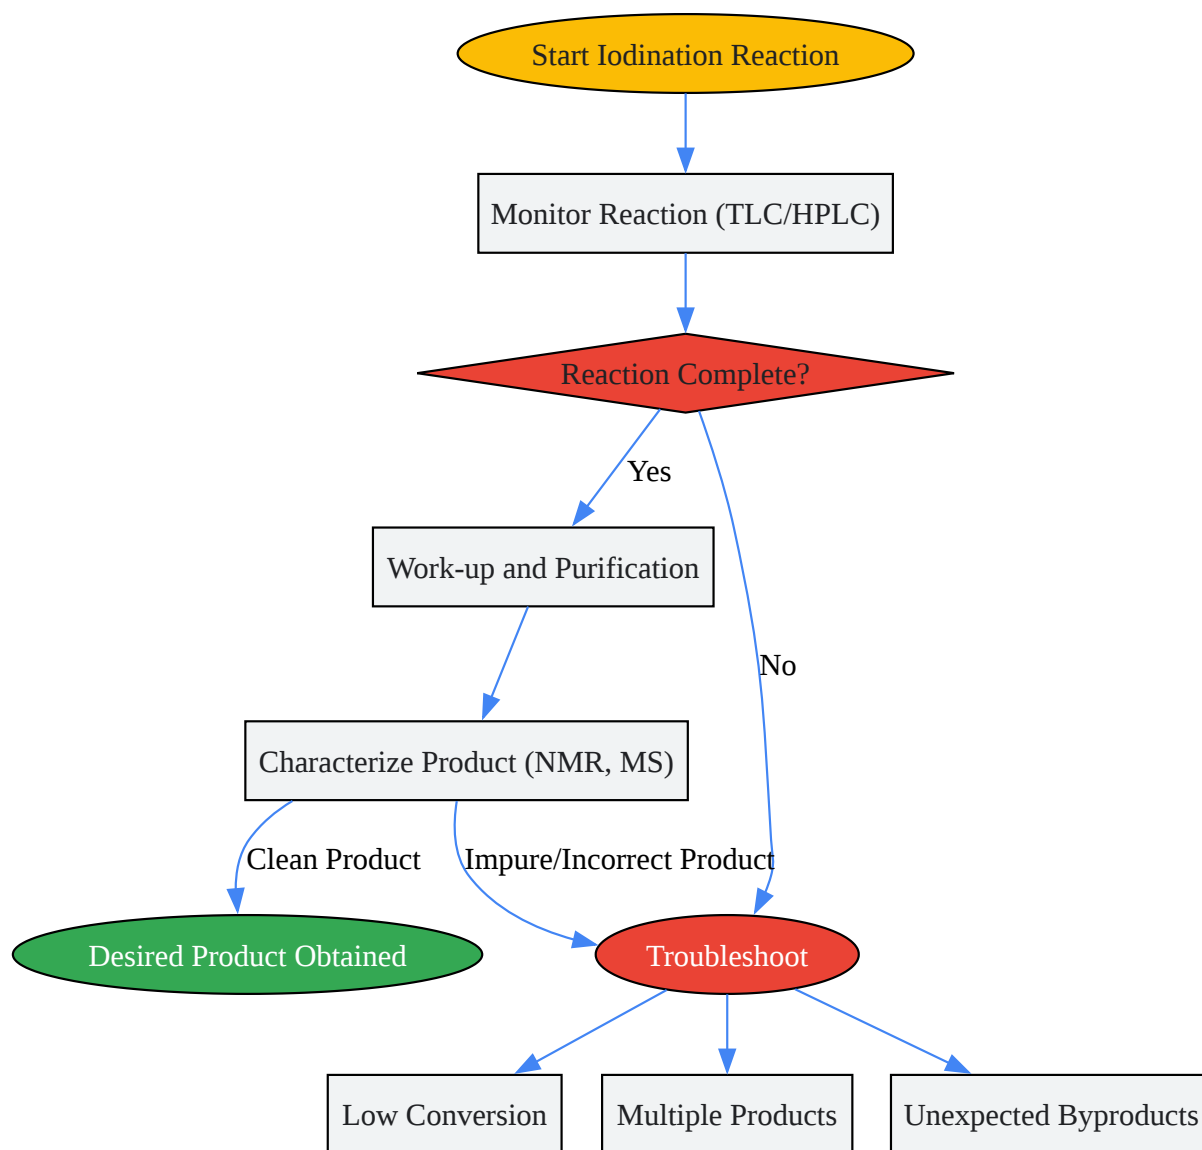 Start Iodination Reaction
Monitor Reaction (TLC/HPLC)
Reaction Complete?
Yes
Work-up and Purification
No
Characterize Product (NMR, MS)
Clean Product
Impure/Incorrect Product
Desired Product Obtained
Troubleshoot
Low Conversion
Multiple Products
Unexpected Byproducts